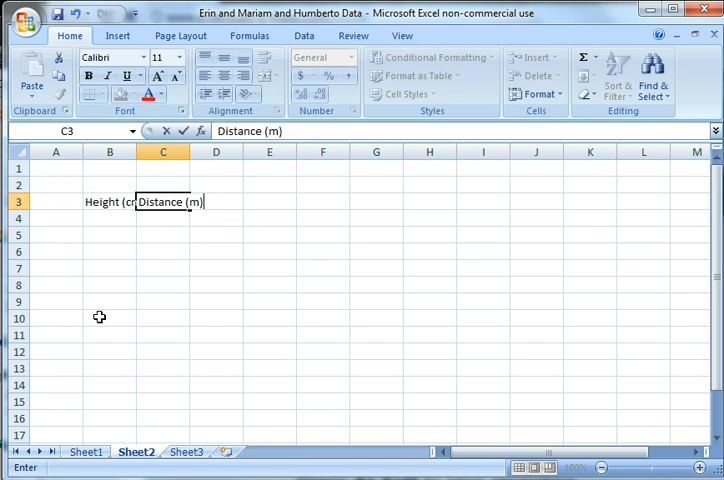 Erin and Mariam and Humberto Data - Microsoft Excel non-commercial use
Home Insert Page Layout Formulas Data Review View
Paste
Clipboard
Calibri 11
B I U A A
A
Font
Alignment
General
$ % ,
Number
Conditional Formatting
Format as Table
Cell Styles
Styles
Insert
Delete
Format
Cells
Σ
Sort & Filter
Find & Select
Editing
C3 fx Distance (m)
A B C D E F G H I J K L M
1
2
3 Height (cm Distance (m)
4
5
6
7
8
9
10
11
12
13
14
15
16
17
Sheet1 Sheet2 Sheet3
Enter 100%